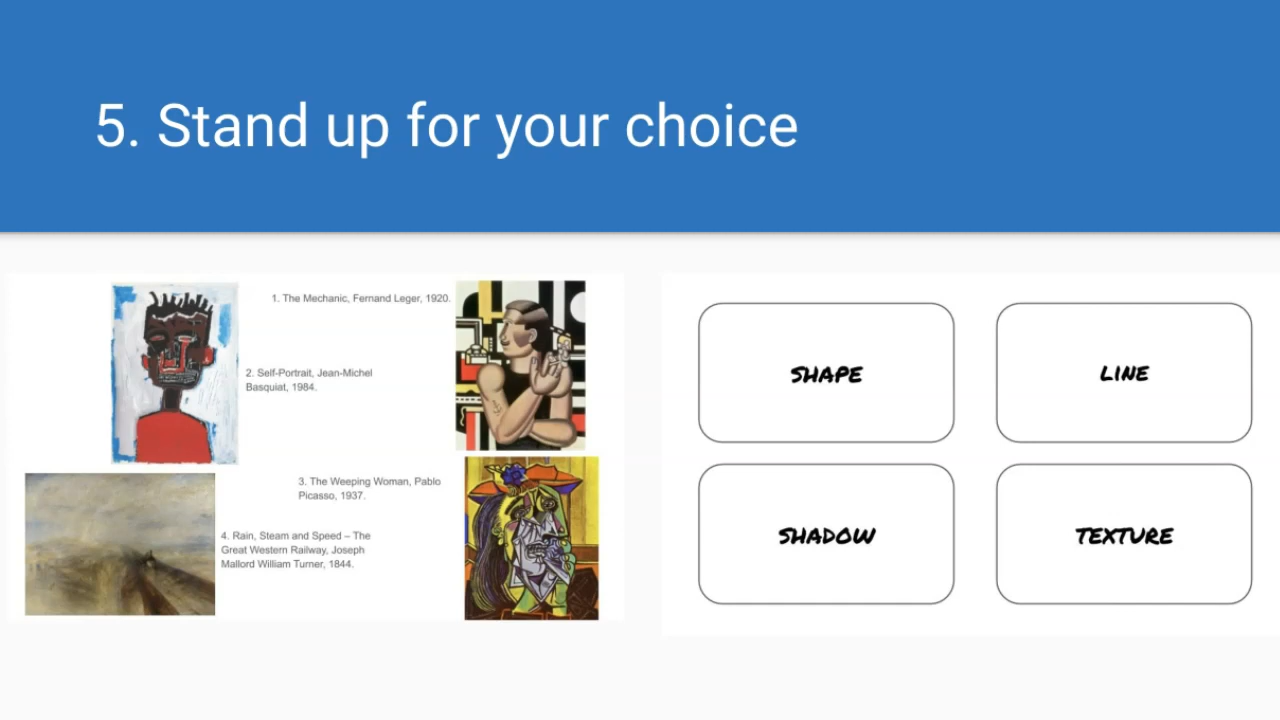 5. Stand up for your choice
1. The Mechanic, Fernand Leger, 1920.
2. Self-Portrait, Jean-Michel
Basquiat, 1984.
3. The Weeping Woman, Pablo
Picasso, 1937.
4. Rain, Steam and Speed – The
Great Western Railway, Joseph
Mallord William Turner, 1844.
SHAPE
LINE
SHADOW
TEXTURE